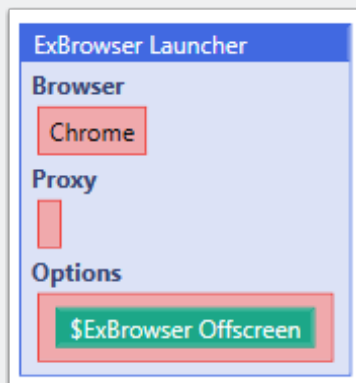 ExBrowser Launcher
Browser
Chrome
Proxy
Options
$ExBrowser Offscreen